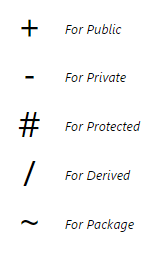 + For Public
- For Private
# For Protected
/ For Derived
~ For Package